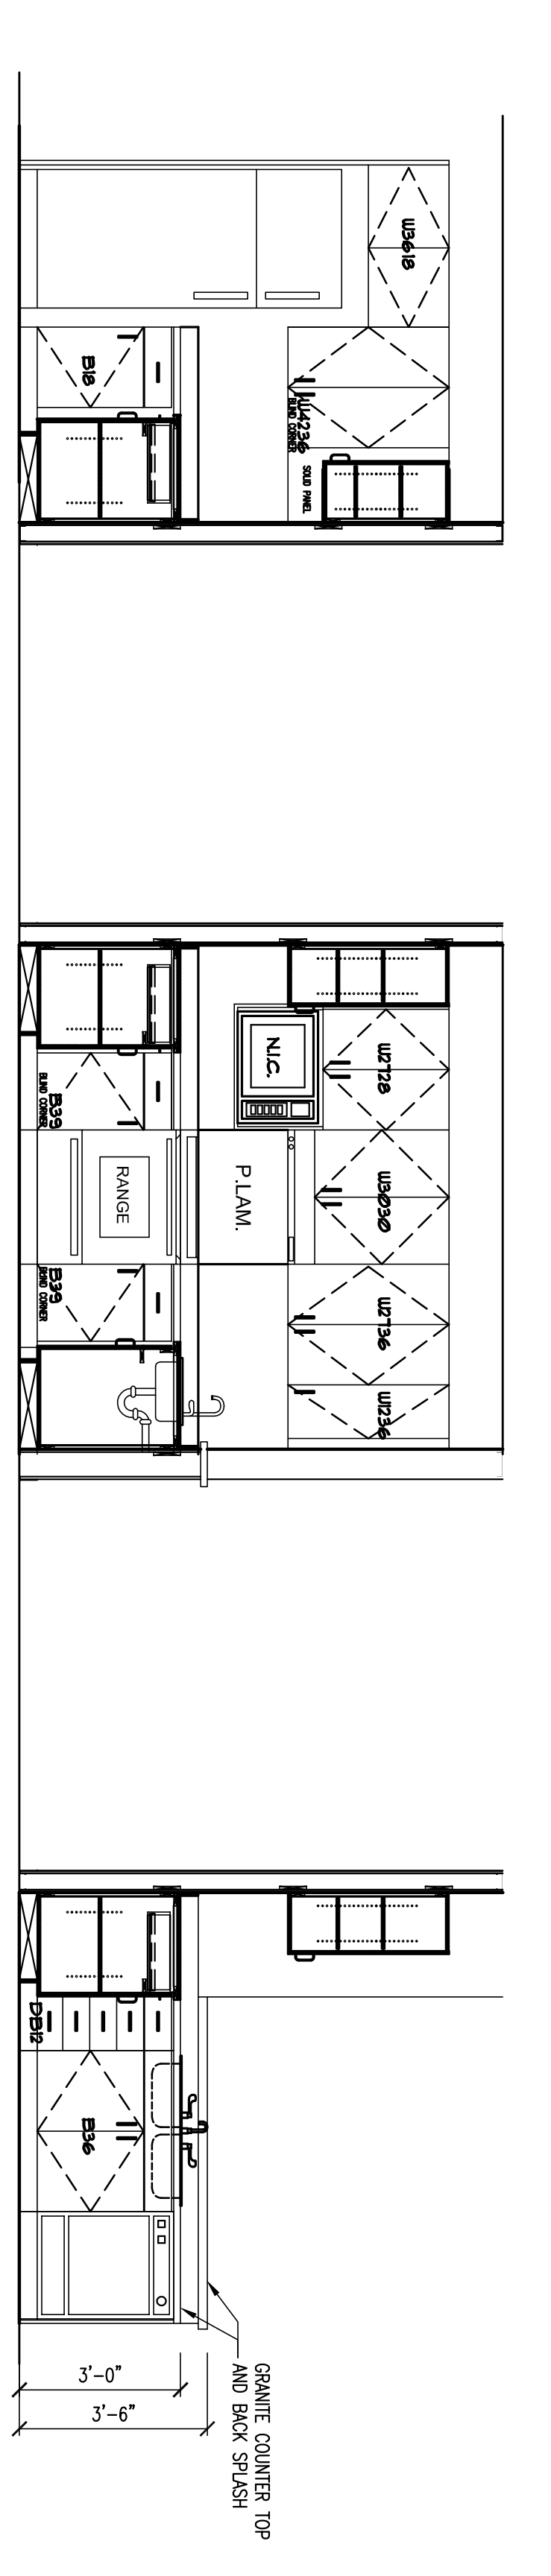 W3618
W4236
BLIND CORNER
SOLID PANEL
B18
W2728
W3030
W2736
W1236
N.I.C.
P.LAM.
B39
BLIND CORNER
RANGE
B39
BLIND CORNER
DB12
B36
GRANITE COUNTER TOP
AND BACK SPLASH
3'-0"
3'-6"